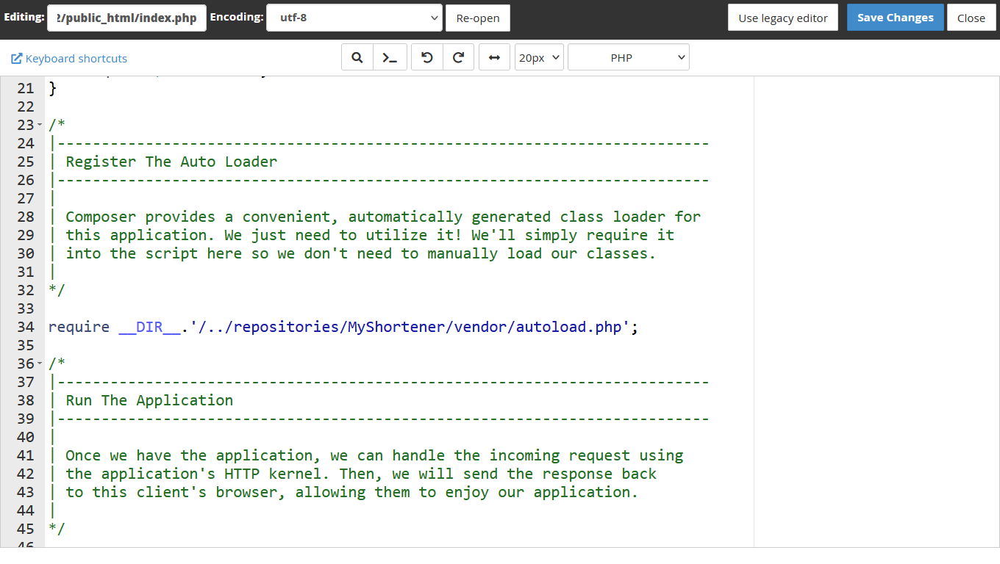 Editing: 2/public_html/index.php Encoding: utf-8 Re-open Use legacy editor Save Changes Close
Keyboard shortcuts 20px PHP
21 }
22
23 /*
24 |--------------------------------------------------------------------------
25 | Register The Auto Loader
26 |--------------------------------------------------------------------------
27 |
28 | Composer provides a convenient, automatically generated class loader for
29 | this application. We just need to utilize it! We'll simply require it
30 | into the script here so we don't need to manually load our classes.
31 |
32 */
33
34 require __DIR__.'/../repositories/MyShortener/vendor/autoload.php';
35
36 /*
37 |--------------------------------------------------------------------------
38 | Run The Application
39 |--------------------------------------------------------------------------
40 |
41 | Once we have the application, we can handle the incoming request using
42 | the application's HTTP kernel. Then, we will send the response back
43 | to this client's browser, allowing them to enjoy our application.
44 |
45 */
46